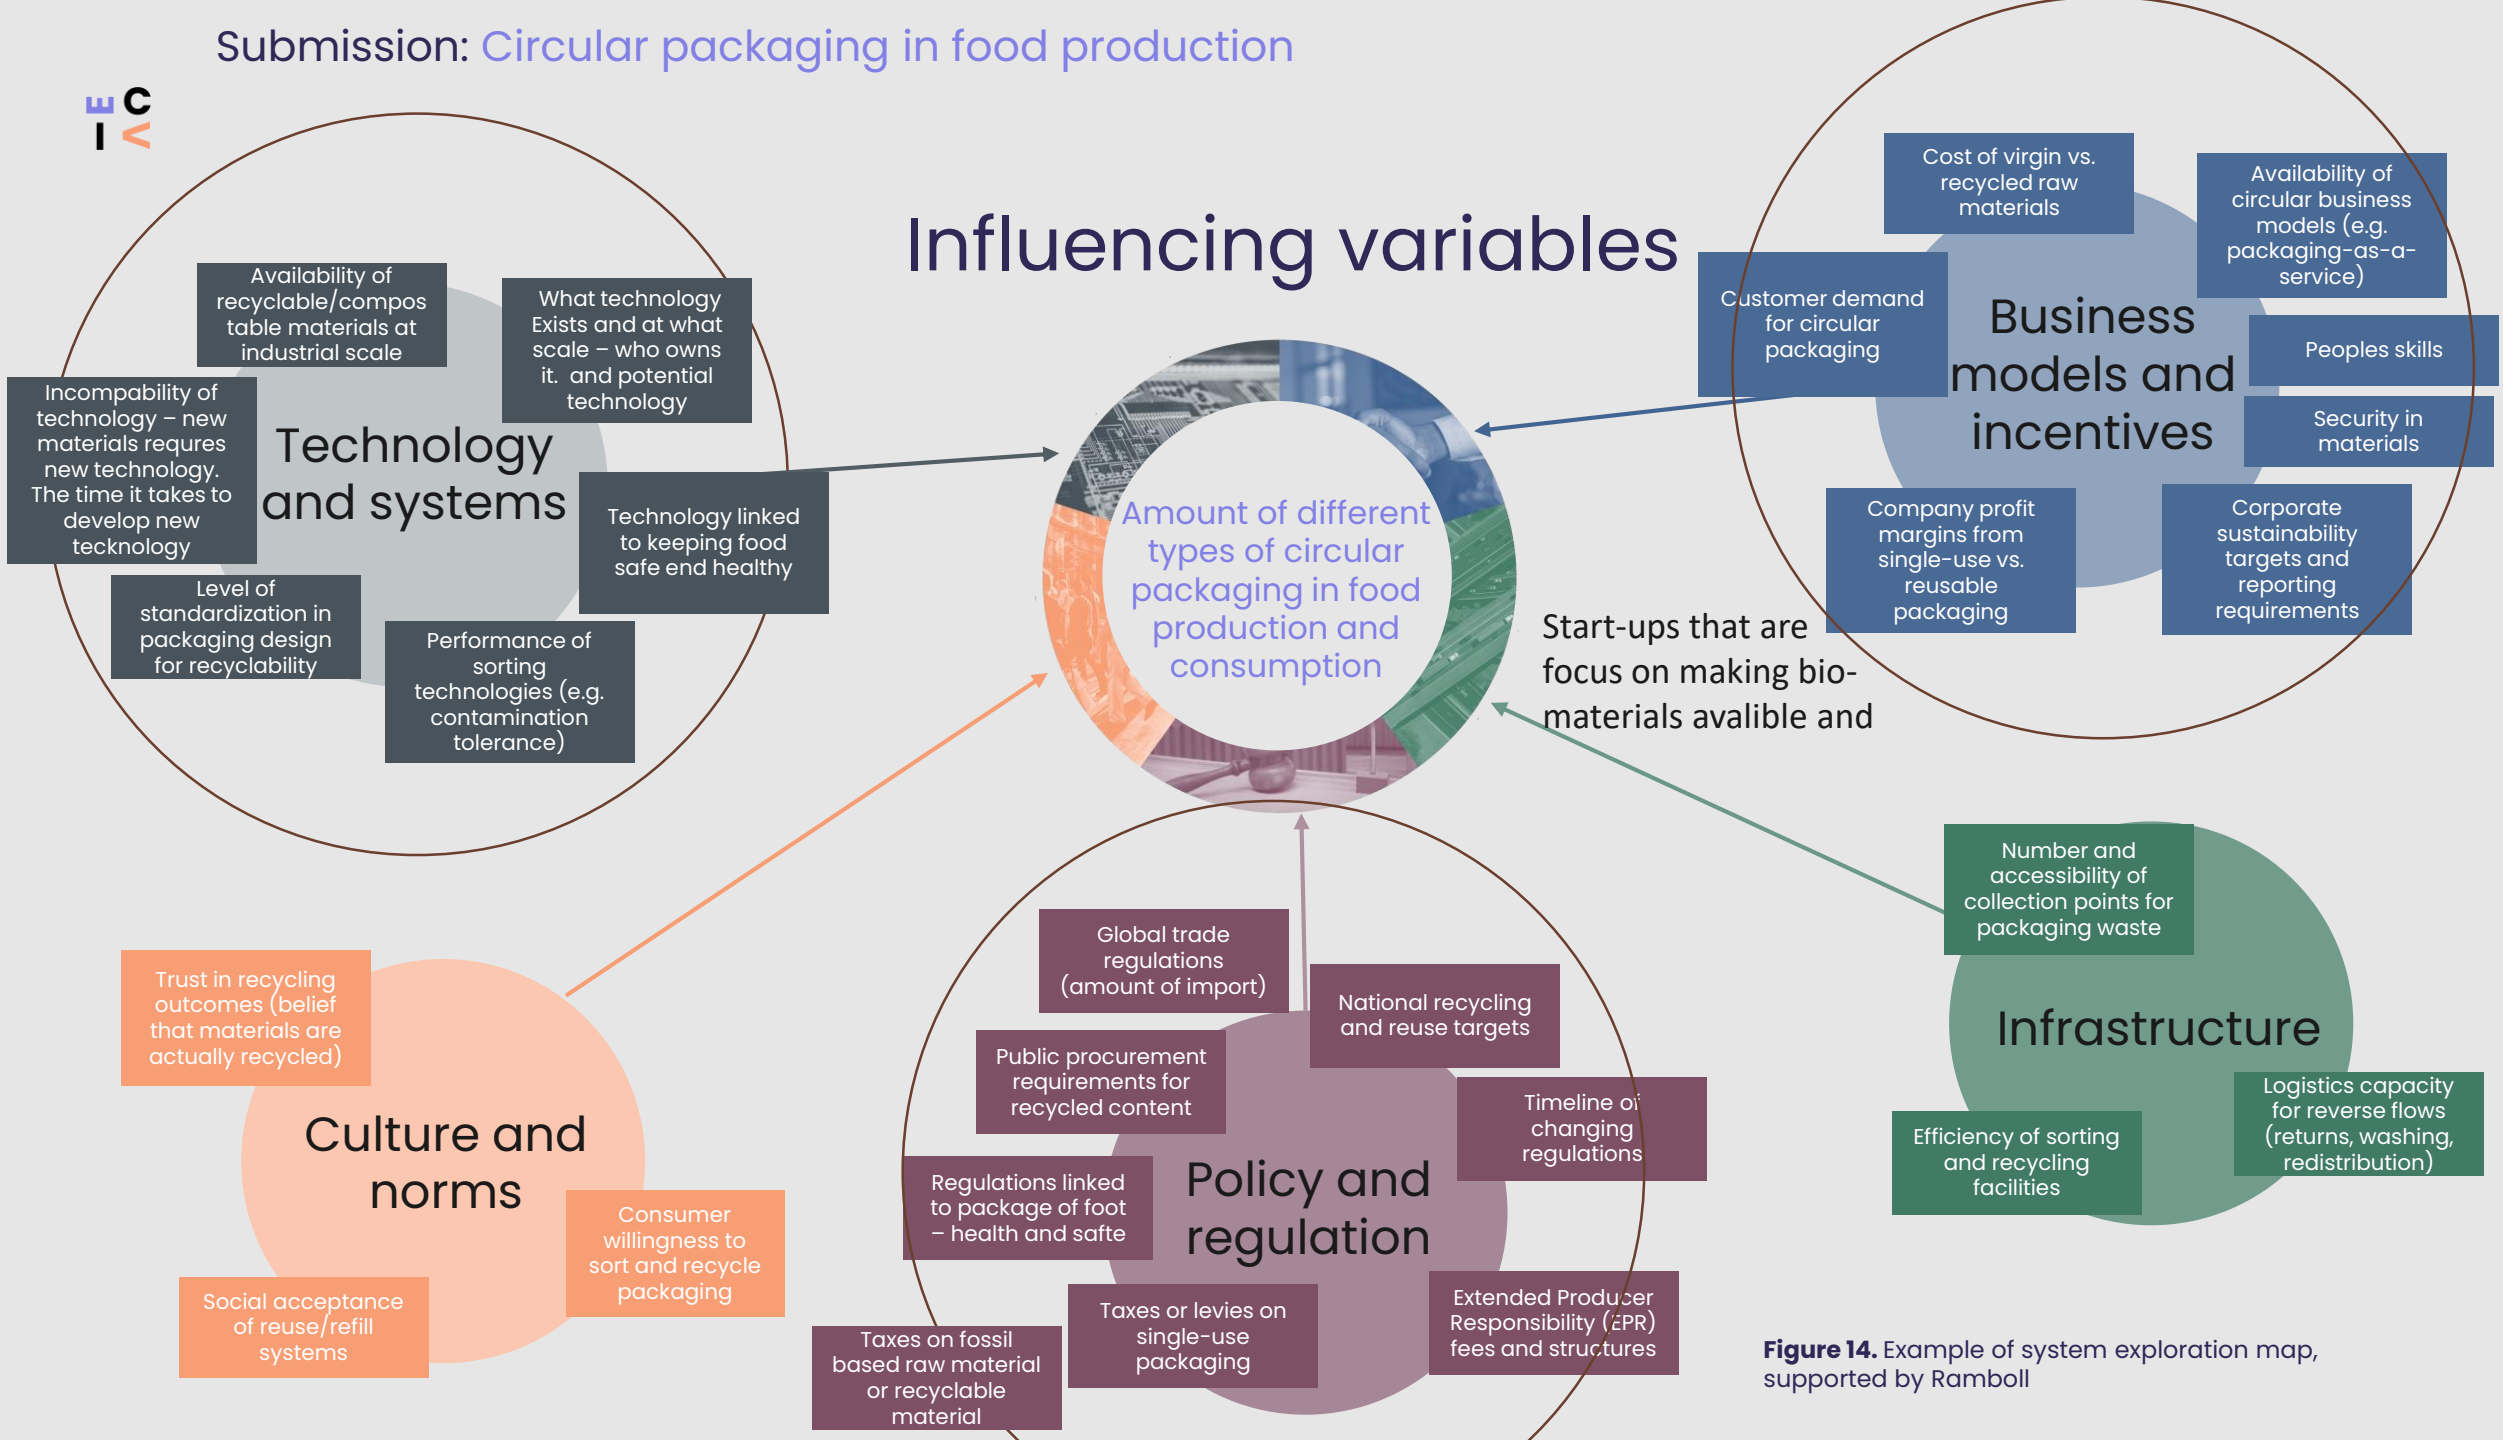 Submission: Circular packaging in food production
E C
I V
Influencing variables
Availability of
recyclable/compos
table materials at
industrial scale
What technology
Exists and at what
scale – who owns
it. and potential
technology
Incompability of
technology – new
materials requres
new technology.
The time it takes to
develop new
tecknology
Technology
and systems
Technology linked
to keeping food
safe end healthy
Level of
standardization in
packaging design
for recyclability
Performance of
sorting
technologies (e.g.
contamination
tolerance)
Amount of different
types of circular
packaging in food
production and
consumption
Cost of virgin vs.
recycled raw
materials
Availability of
circular business
models (e.g.
packaging-as-a-
service)
Customer demand
for circular
packaging
Business
models and
incentives
Peoples skills
Security in
materials
Company profit
margins from
single-use vs.
reusable
packaging
Corporate
sustainability
targets and
reporting
requirements
Start-ups that are
focus on making bio-
materials avalible and
Trust in recycling
outcomes (belief
that materials are
actually recycled)
Culture and
norms
Consumer
willingness to
sort and recycle
packaging
Social acceptance
of reuse/refill
systems
Global trade
regulations
(amount of import)
National recycling
and reuse targets
Public procurement
requirements for
recycled content
Timeline of
changing
regulations
Regulations linked
to package of foot
– health and safte
Policy and
regulation
Taxes or levies on
single-use
packaging
Extended Producer
Responsibility (EPR)
fees and structures
Taxes on fossil
based raw material
or recyclable
material
Number and
accessibility of
collection points for
packaging waste
Infrastructure
Logistics capacity
for reverse flows
(returns, washing,
redistribution)
Efficiency of sorting
and recycling
facilities
Figure 14. Example of system exploration map,
supported by Ramboll